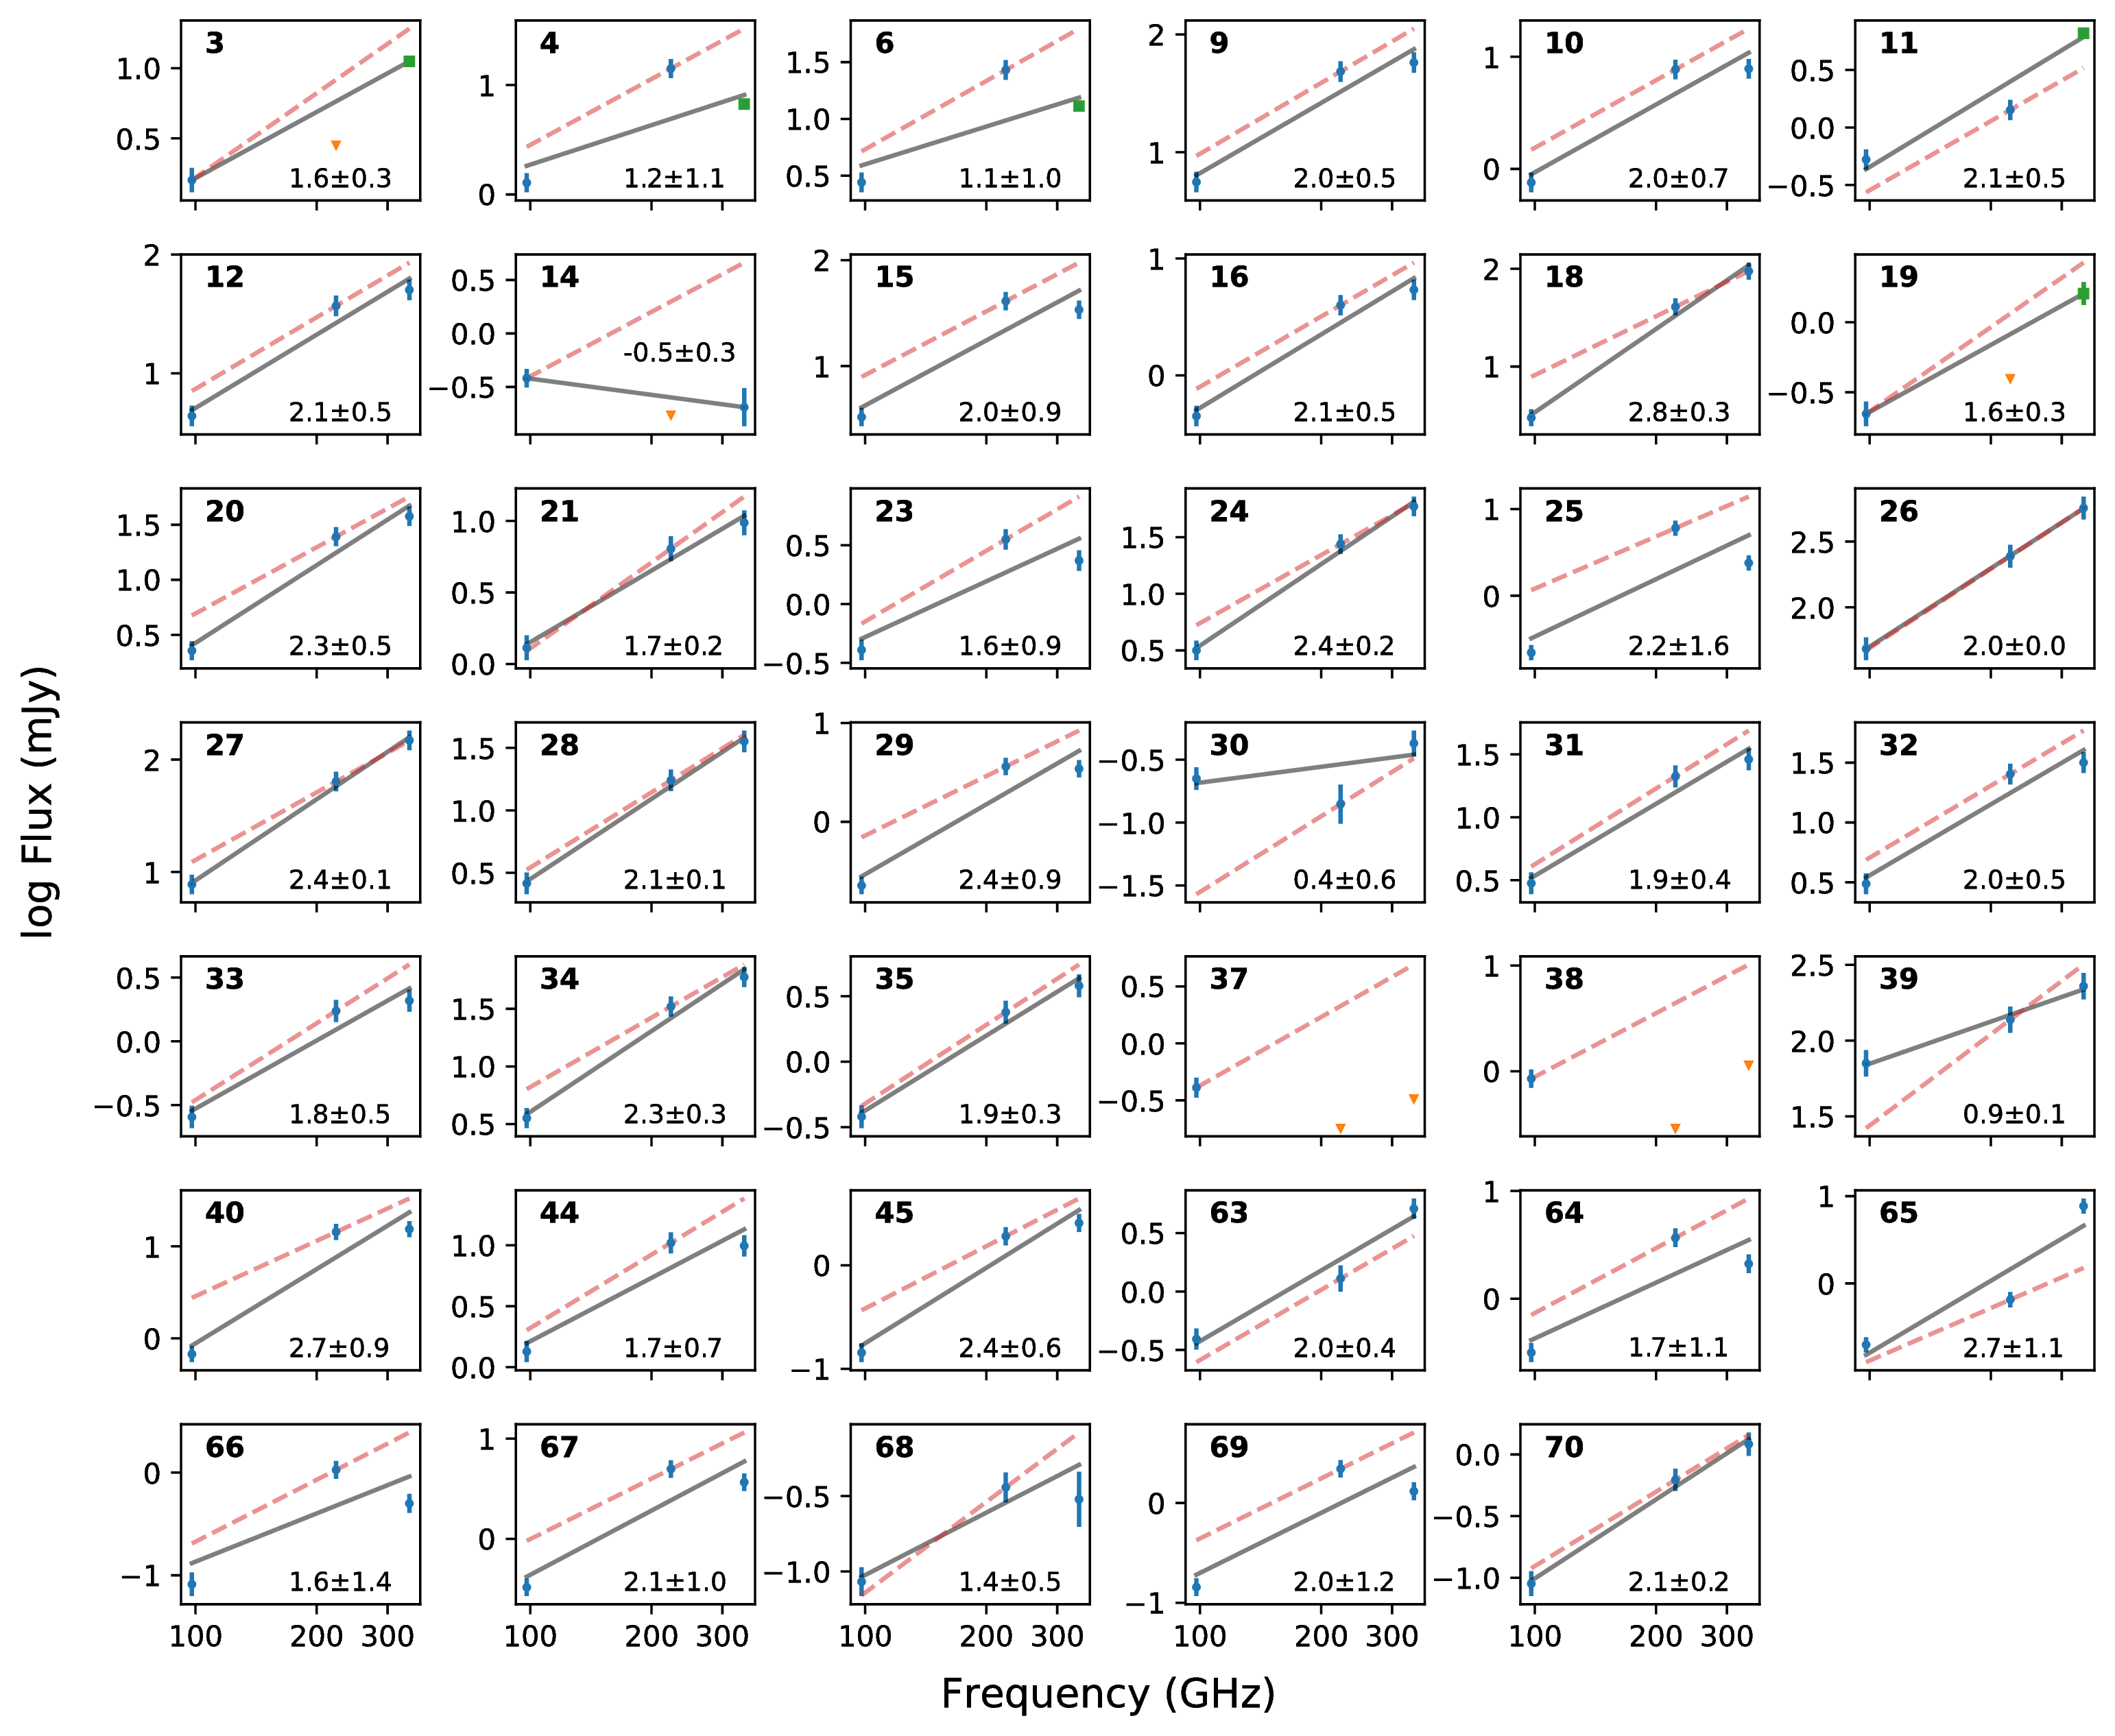 3 4 6 9 10 11
1.0 0.5 1 0 1.5 1.0 0.5 2 1 1 0 0.5 0.0 −0.5
1.6±0.3 1.2±1.1 1.1±1.0 2.0±0.5 2.0±0.7 2.1±0.5
12 14 15 16 18 19
2 1 0.5 0.0 −0.5 2 1 1 0 2 1 0.0 −0.5
2.1±0.5 -0.5±0.3 2.0±0.9 2.1±0.5 2.8±0.3 1.6±0.3
20 21 23 24 25 26
1.5 1.0 0.5 1.0 0.5 0.0 0.5 0.0 −0.5 1.5 1.0 0.5 1 0 2.5 2.0
2.3±0.5 1.7±0.2 1.6±0.9 2.4±0.2 2.2±1.6 2.0±0.0
27 28 29 30 31 32
2 1 1.5 1.0 0.5 1 0 −0.5 −1.0 −1.5 1.5 1.0 0.5 1.5 1.0 0.5
2.4±0.1 2.1±0.1 2.4±0.9 0.4±0.6 1.9±0.4 2.0±0.5
33 34 35 37 38 39
0.5 0.0 −0.5 1.5 1.0 0.5 0.5 0.0 −0.5 0.5 0.0 −0.5 1 0 2.5 2.0 1.5
1.8±0.5 2.3±0.3 1.9±0.3 0.9±0.1
40 44 45 63 64 65
1 0 1.0 0.5 0.0 0 −1 0.5 0.0 −0.5 1 0 1 0
2.7±0.9 1.7±0.7 2.4±0.6 2.0±0.4 1.7±1.1 2.7±1.1
66 67 68 69 70
0 −1 1 0 −0.5 −1.0 0 −1 0.0 −0.5 −1.0
1.6±1.4 2.1±1.0 1.4±0.5 2.0±1.2 2.1±0.2
100 200 300 100 200 300 100 200 300 100 200 300 100 200 300
log Flux (mJy)
Frequency (GHz)